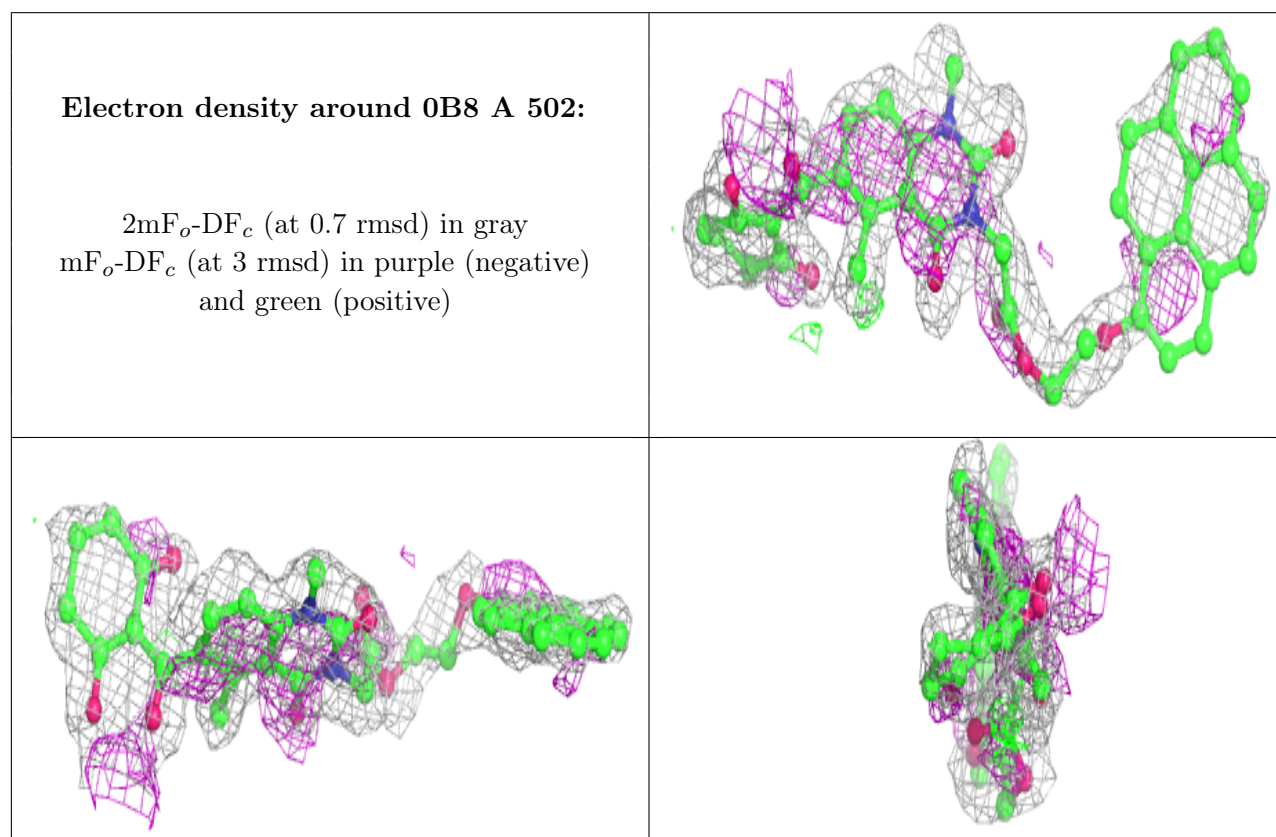 Electron density around 0B8 A 502:
2mFo-DFc (at 0.7 rmsd) in gray
mFo-DFc (at 3 rmsd) in purple (negative)
and green (positive)